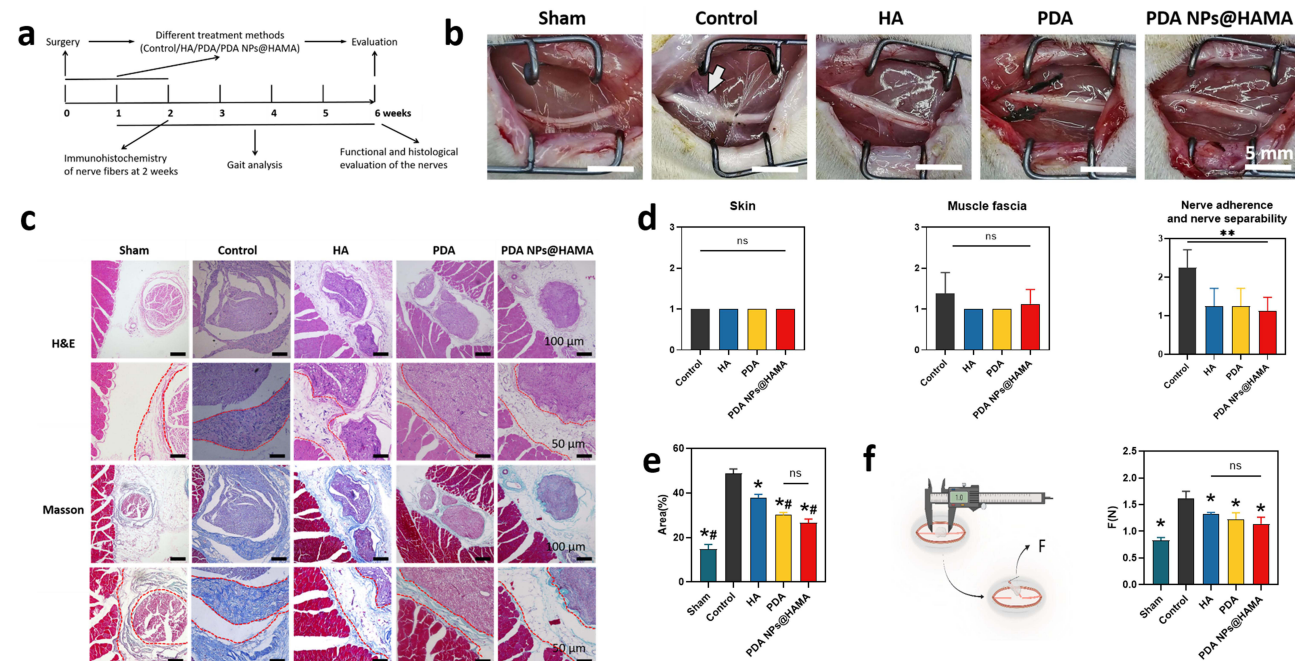 a
Surgery
Different treatment methods
(Control/HA/PDA/PDA NPs@HAMA)
Evaluation
0
1
2
3
4
5
6 weeks
Immunohistochemistry
of nerve fibers at 2 weeks
Gait analysis
Functional and histological
evaluation of the nerves
b
Sham
Control
HA
PDA
PDA NPs@HAMA
5 mm
c
Sham
Control
HA
PDA
PDA NPs@HAMA
H&E
100 μm
50 μm
Masson
100 μm
50 μm
d
Skin
3
2
1
0
ns
Control
HA
PDA
PDA NPs@HAMA
Muscle fascia
3
2
1
0
ns
Control
HA
PDA
PDA NPs@HAMA
Nerve adherence
and nerve separability
3
2
1
0
**
Control
HA
PDA
PDA NPs@HAMA
e
Area(%)
60
40
20
0
*#
*
ns
*#
*#
Sham
Control
HA
PDA
PDA NPs@HAMA
f
1.0
F
F(N)
2.5
2.0
1.5
1.0
0.5
0.0
ns
*
*
*
*
Sham
Control
HA
PDA
PDA NPs@HAMA